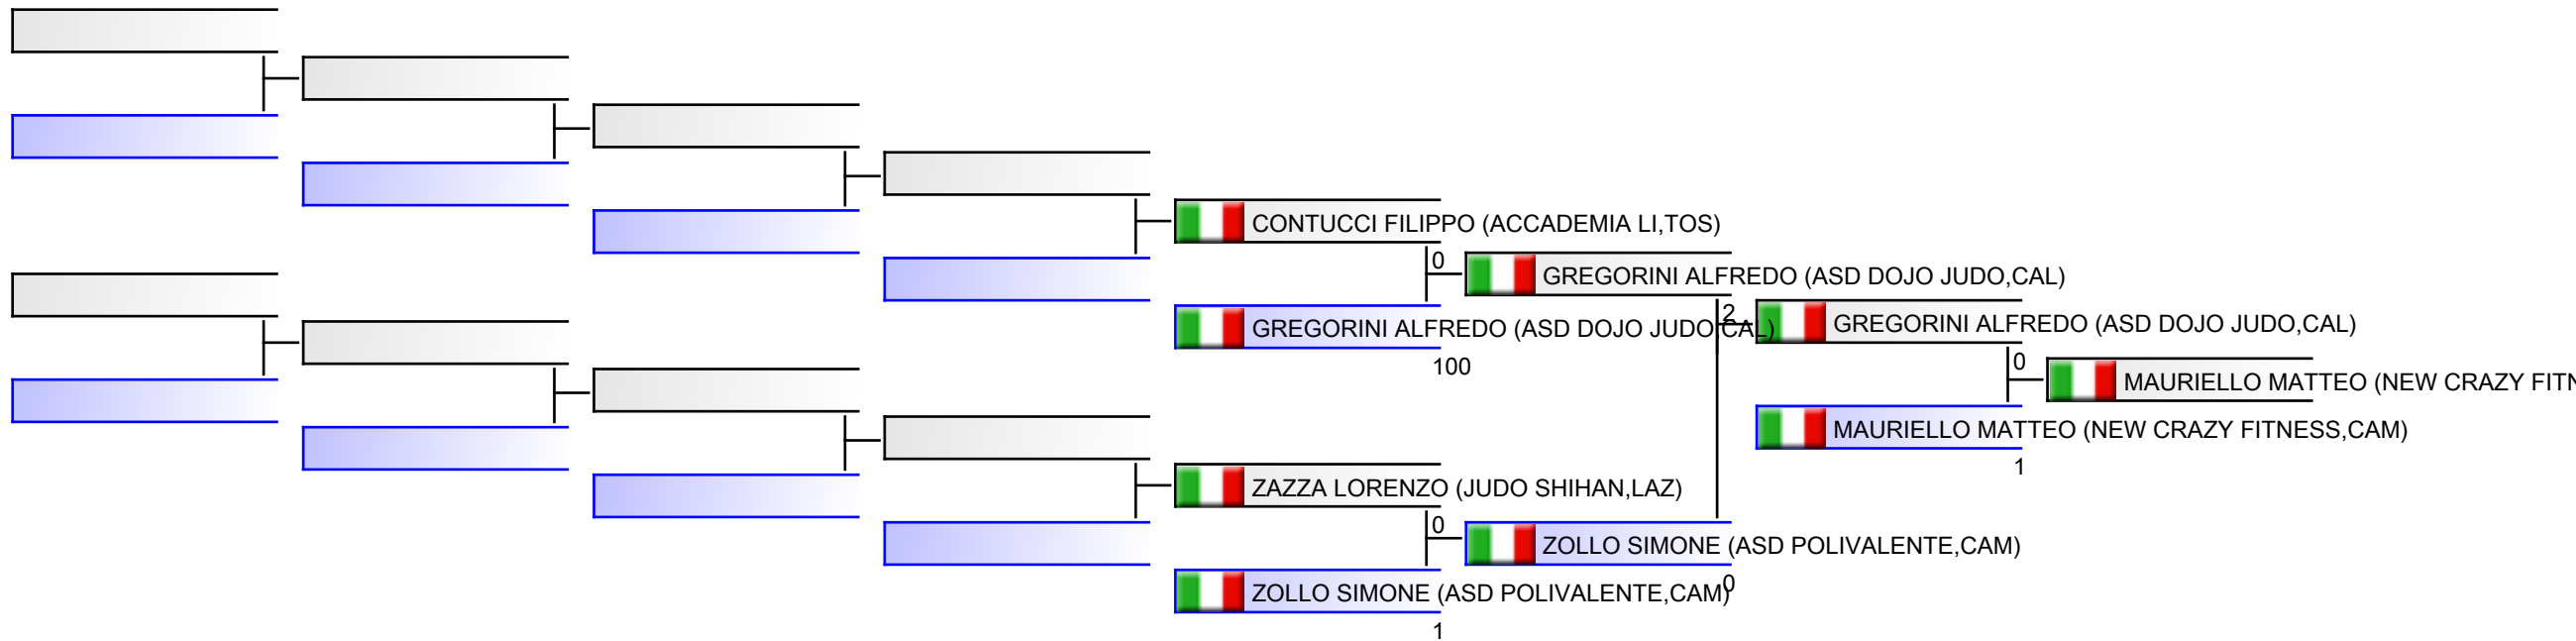 CONTUCCI FILIPPO (ACCADEMIA LI,TOS)
0
GREGORINI ALFREDO (ASD DOJO JUDO,CAL)
GREGORINI ALFREDO (ASD DOJO JUDO,CAL)
100
2
GREGORINI ALFREDO (ASD DOJO JUDO,CAL)
0
MAURIELLO MATTEO (NEW CRAZY FITN
MAURIELLO MATTEO (NEW CRAZY FITNESS,CAM)
1
ZAZZA LORENZO (JUDO SHIHAN,LAZ)
0
ZOLLO SIMONE (ASD POLIVALENTE,CAM)
0
ZOLLO SIMONE (ASD POLIVALENTE,CAM)
1